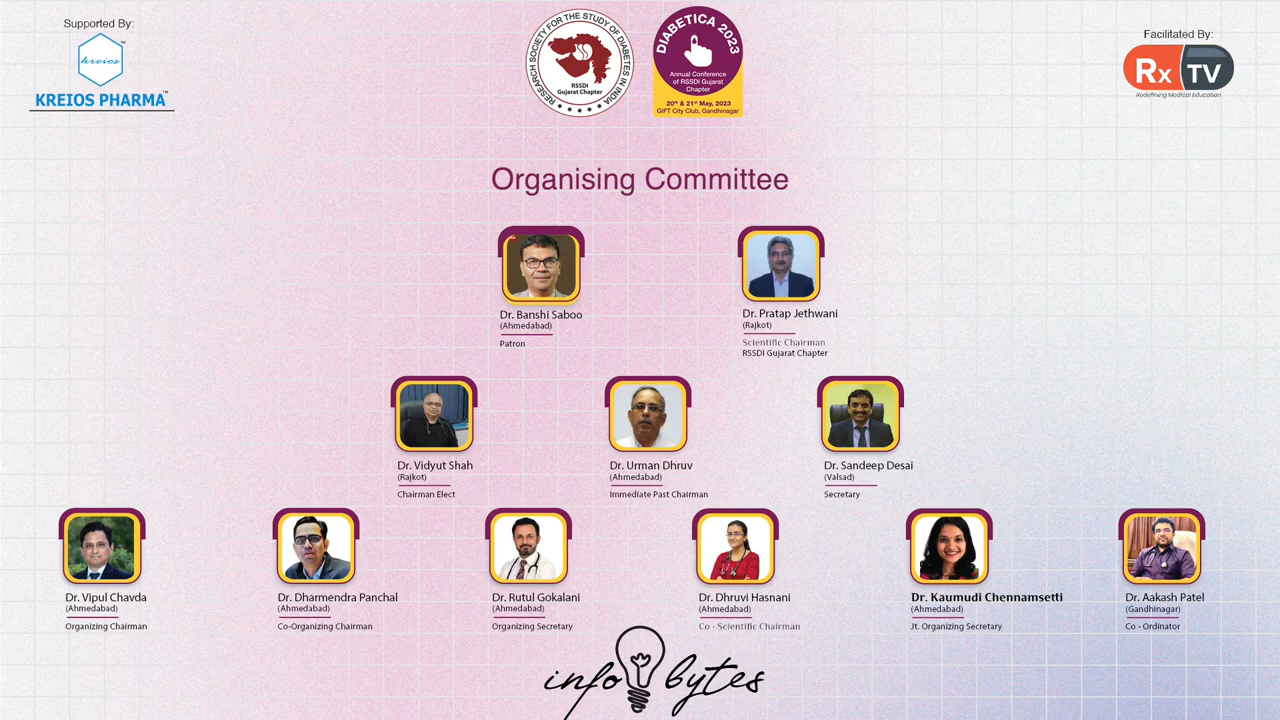 Supported By:
kreios
KREIOS PHARMA™
RESEARCH SOCIETY FOR THE STUDY OF DIABETES IN INDIA
RSSDI
Gujarat Chapter
DIABETICA 2023
Annual Conference
of RSSDI Gujarat
Chapter
20th & 21st May, 2023
GIFT City Club, Gandhinagar
Facilitated By:
Rx TV
Redefining Medical Education
Organising Committee
Dr. Banshi Saboo
(Ahmedabad)
Patron
Dr. Pratap Jethwani
(Rajkot)
Scientific Chairman
RSSDI Gujarat Chapter
Dr. Vidyut Shah
(Rajkot)
Chairman Elect
Dr. Urman Dhruv
(Ahmedabad)
Immediate Past Chairman
Dr. Sandeep Desai
(Valsad)
Secretary
Dr. Vipul Chavda
(Ahmedabad)
Organizing Chairman
Dr. Dharmendra Panchal
(Ahmedabad)
Co-Organizing Chairman
Dr. Rutul Gokalani
(Ahmedabad)
Organizing Secretary
Dr. Dhruvi Hasnani
(Ahmedabad)
Co - Scientific Chairman
Dr. Kaumudi Chennamsetti
(Ahmedabad)
Jt. Organizing Secretary
Dr. Aakash Patel
(Gandhinagar)
Co - Ordinator
info bytes